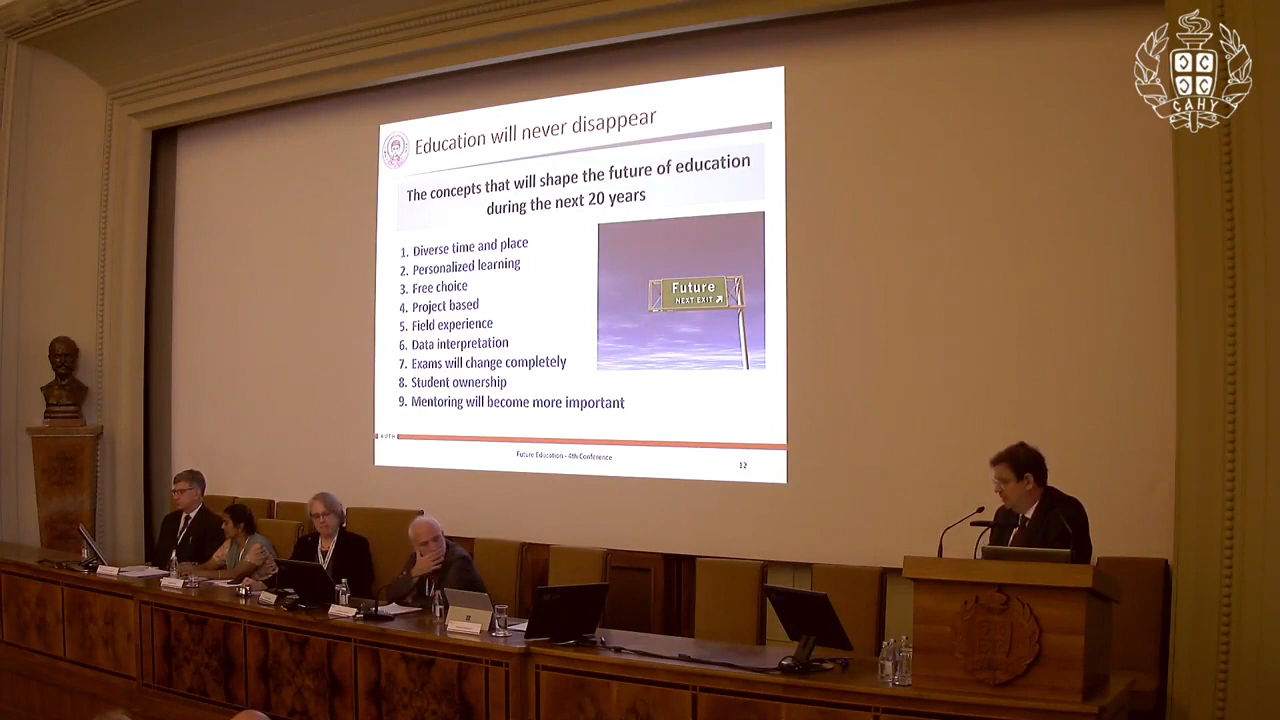 САНУ
Education will never disappear
The concepts that will shape the future of education
during the next 20 years
1. Diverse time and place
2. Personalized learning
3. Free choice
4. Project based
5. Field experience
6. Data interpretation
7. Exams will change completely
8. Student ownership
9. Mentoring will become more important
Future
NEXT EXIT
AUTH
Future Education - 4th Conference
12